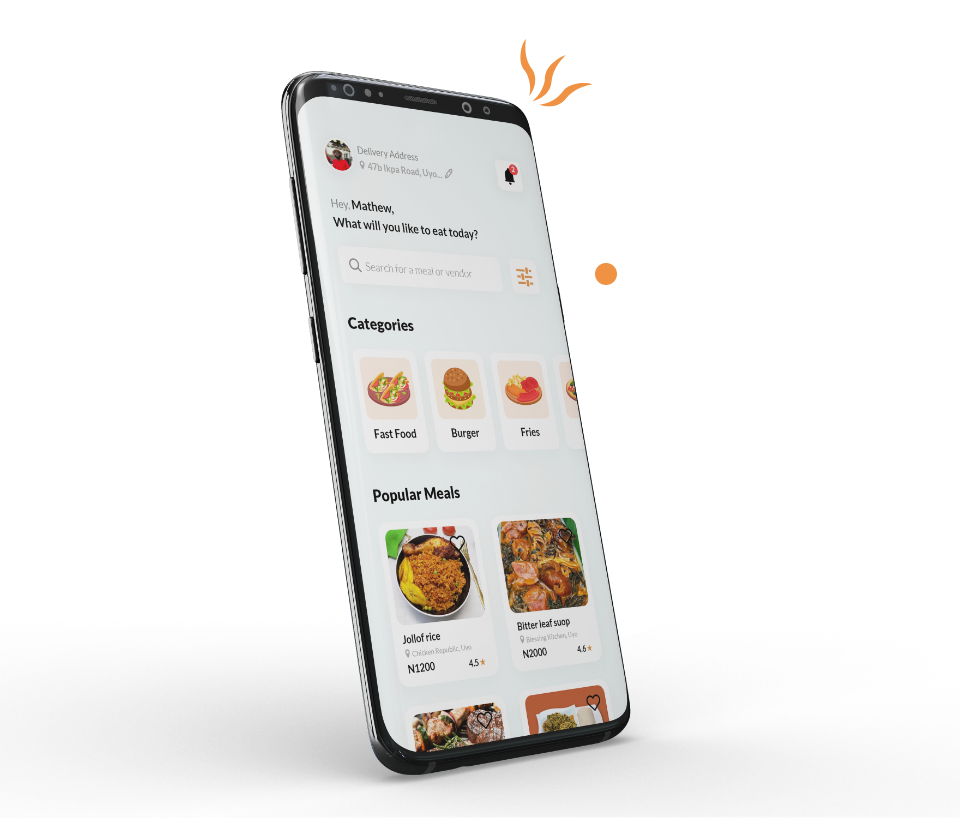 Delivery Address
47b Ikpa Road, Uyo...
2
Hey, Mathew,
What will you like to eat today?
Search for a meal or vendor
Categories
Fast Food
Burger
Fries
Popular Meals
Jollof rice
Chicken Republic, Uyo
N1200
4.5
Bitter leaf suop
Blessing Kitchen, Uyo
N2000
4.6